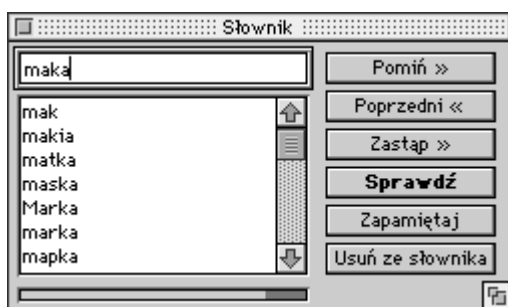 Słownik
maka
mak
makia
matka
maska
Marka
marka
mapka
Pomiń »
Poprzedni «
Zastąp »
Sprawdź
Zapamiętaj
Usuń ze słownika